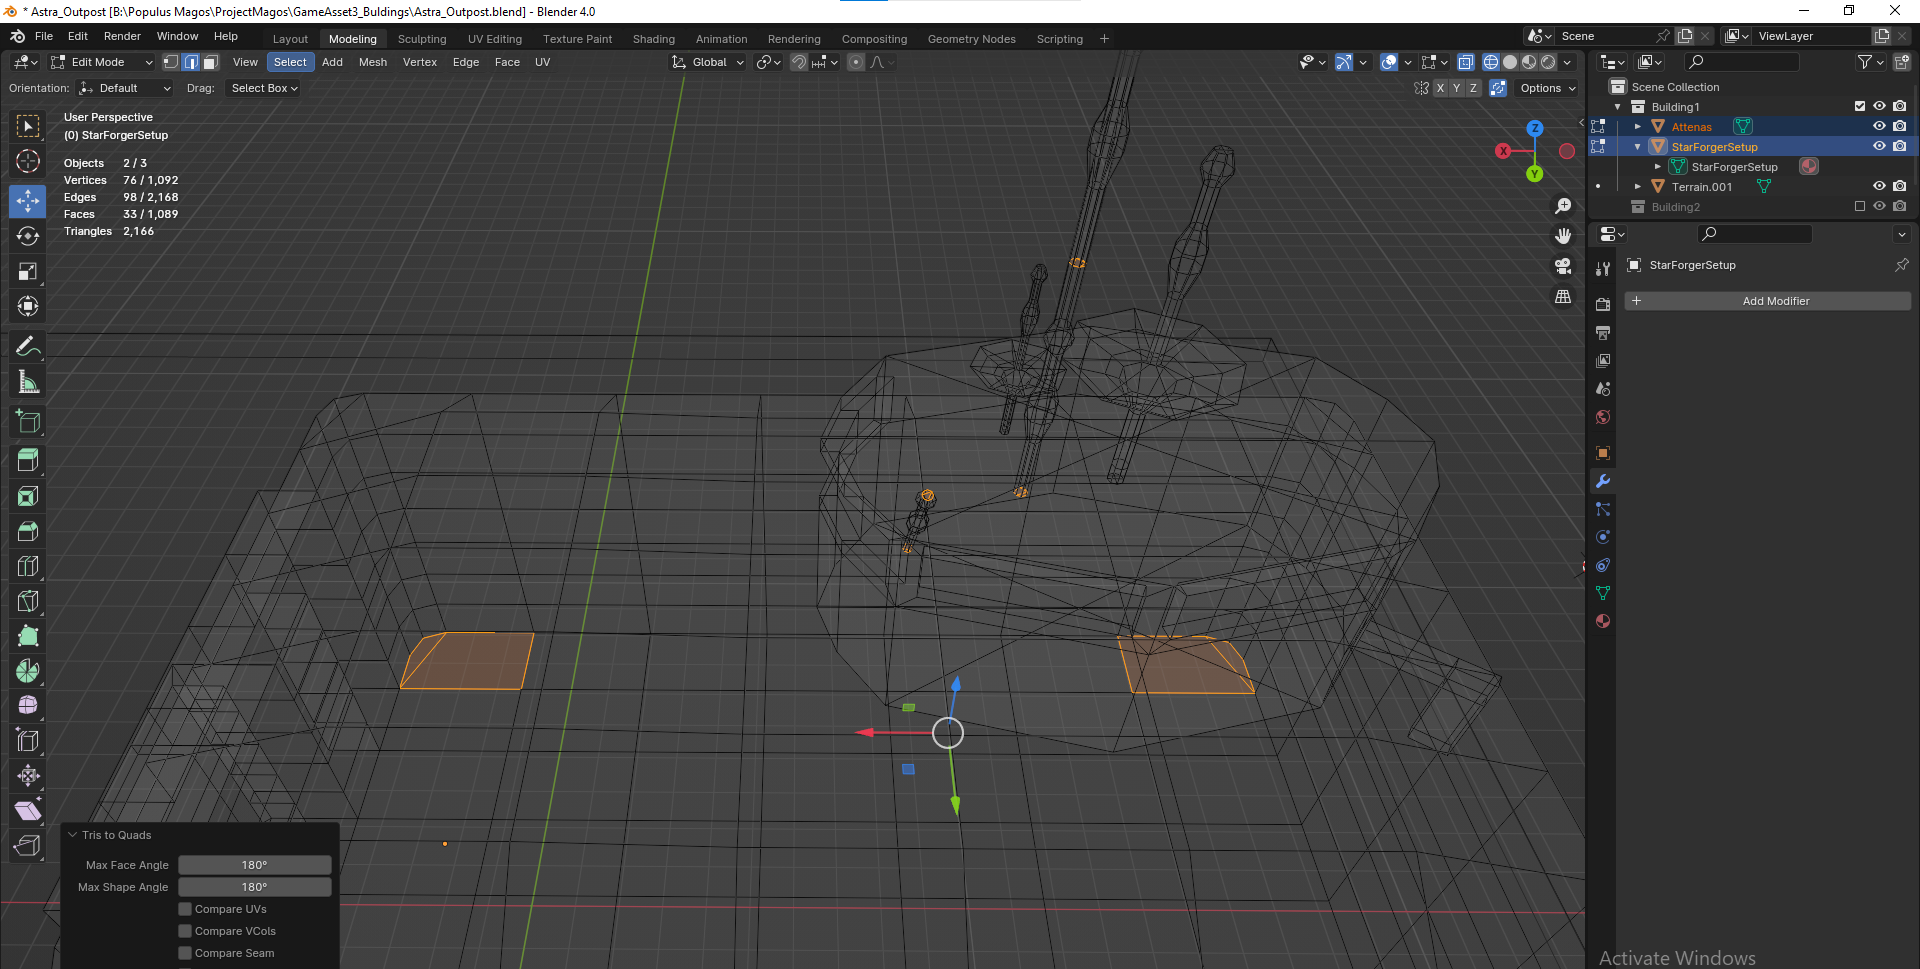 * Astra_Outpost [B:\Populus Magos\ProjectMagos\GameAsset3_Buldings\Astra_Outpost.blend] - Blender 4.0
File Edit Render Window Help Layout Modeling Sculpting UV Editing Texture Paint Shading Animation Rendering Compositing Geometry Nodes Scripting + Scene ViewLayer
Edit Mode View Select Add Mesh Vertex Edge Face UV Global
Orientation: Default Drag: Select Box X Y Z Options
User Perspective
(0) StarForgerSetup
Objects 2 / 3
Vertices 76 / 1,092
Edges 98 / 2,168
Faces 33 / 1,089
Triangles 2,166
Z
X
Y
Scene Collection
Building1
Attenas
StarForgerSetup
StarForgerSetup
Terrain.001
Building2
StarForgerSetup
+ Add Modifier
Tris to Quads
Max Face Angle 180°
Max Shape Angle 180°
Compare UVs
Compare VCols
Compare Seam
Activate Windows